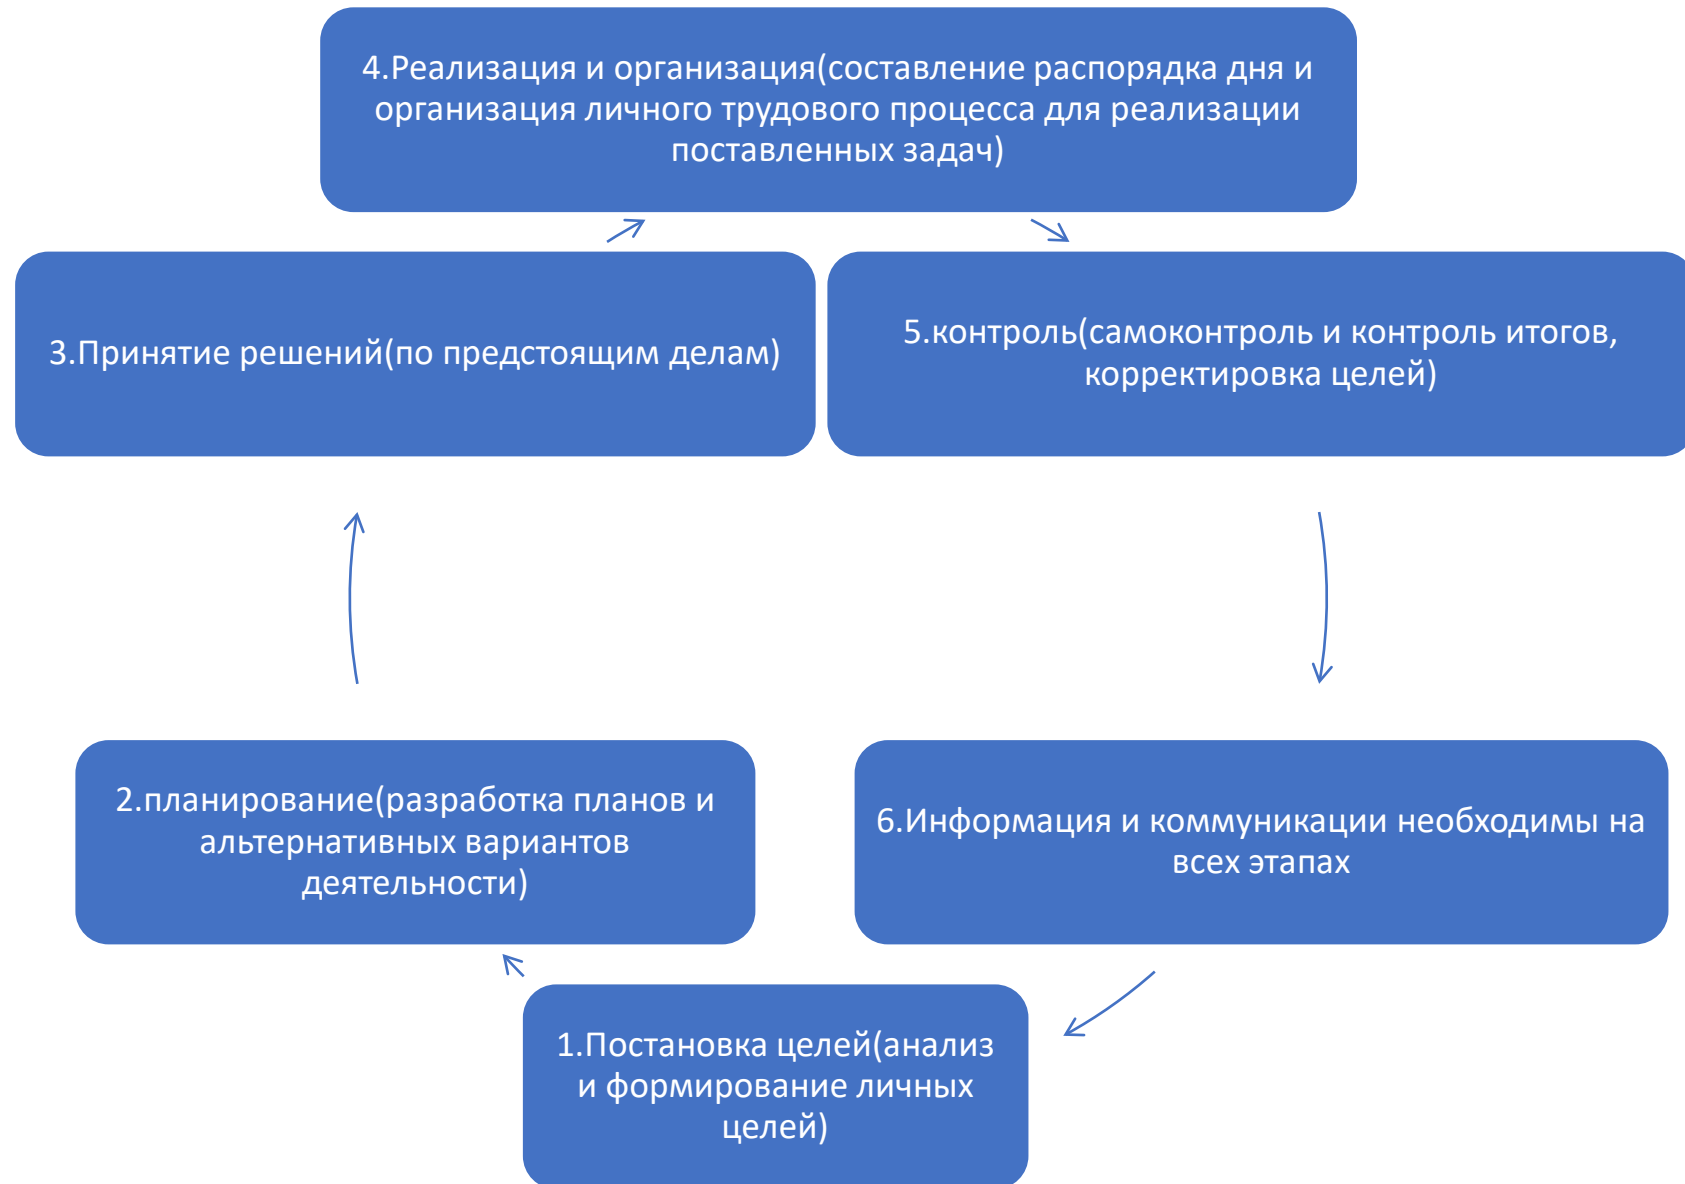 4.Реализация и организация(составление распорядка дня и
организация личного трудового процесса для реализации
поставленных задач)
3.Принятие решений(по предстоящим делам)
5.контроль(самоконтроль и контроль итогов,
корректировка целей)
2.планирование(разработка планов и
альтернативных вариантов
деятельности)
6.Информация и коммуникации необходимы на
всех этапах
1.Постановка целей(анализ
и формирование личных
целей)